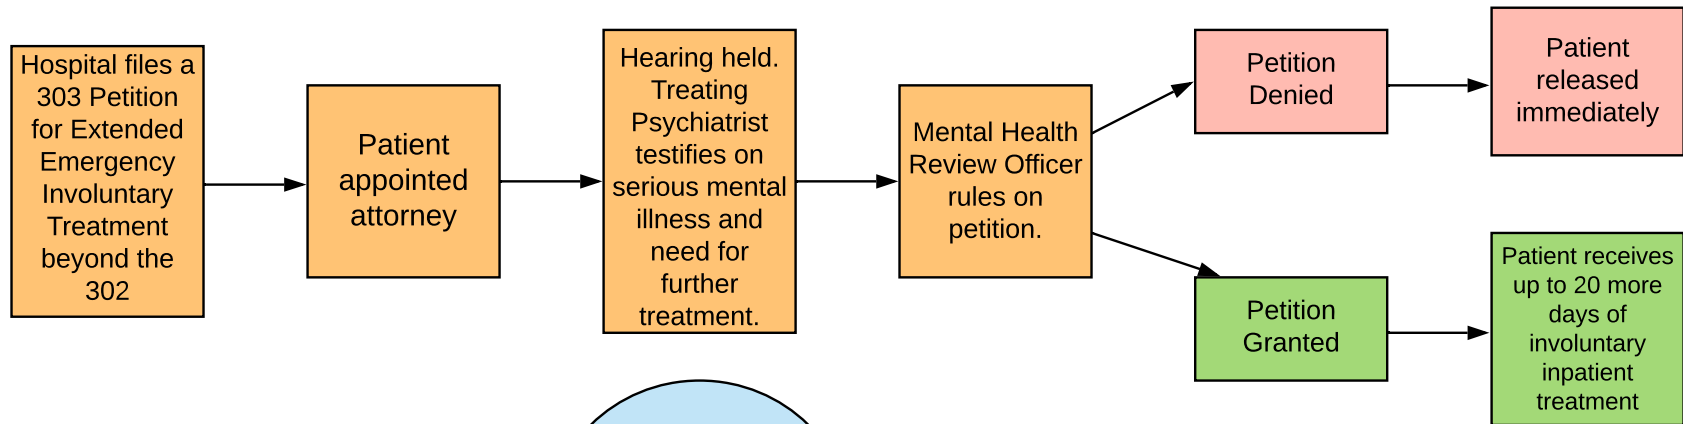 Hospital files a
303 Petition
for Extended
Emergency
Involuntary
Treatment
beyond the
302
Patient
appointed
attorney
Hearing held.
Treating
Psychiatrist
testifies on
serious mental
illness and
need for
further
treatment.
Mental Health
Review Officer
rules on
petition.
Petition
Denied
Patient
released
immediately
Petition
Granted
Patient receives
up to 20 more
days of
involuntary
inpatient
treatment